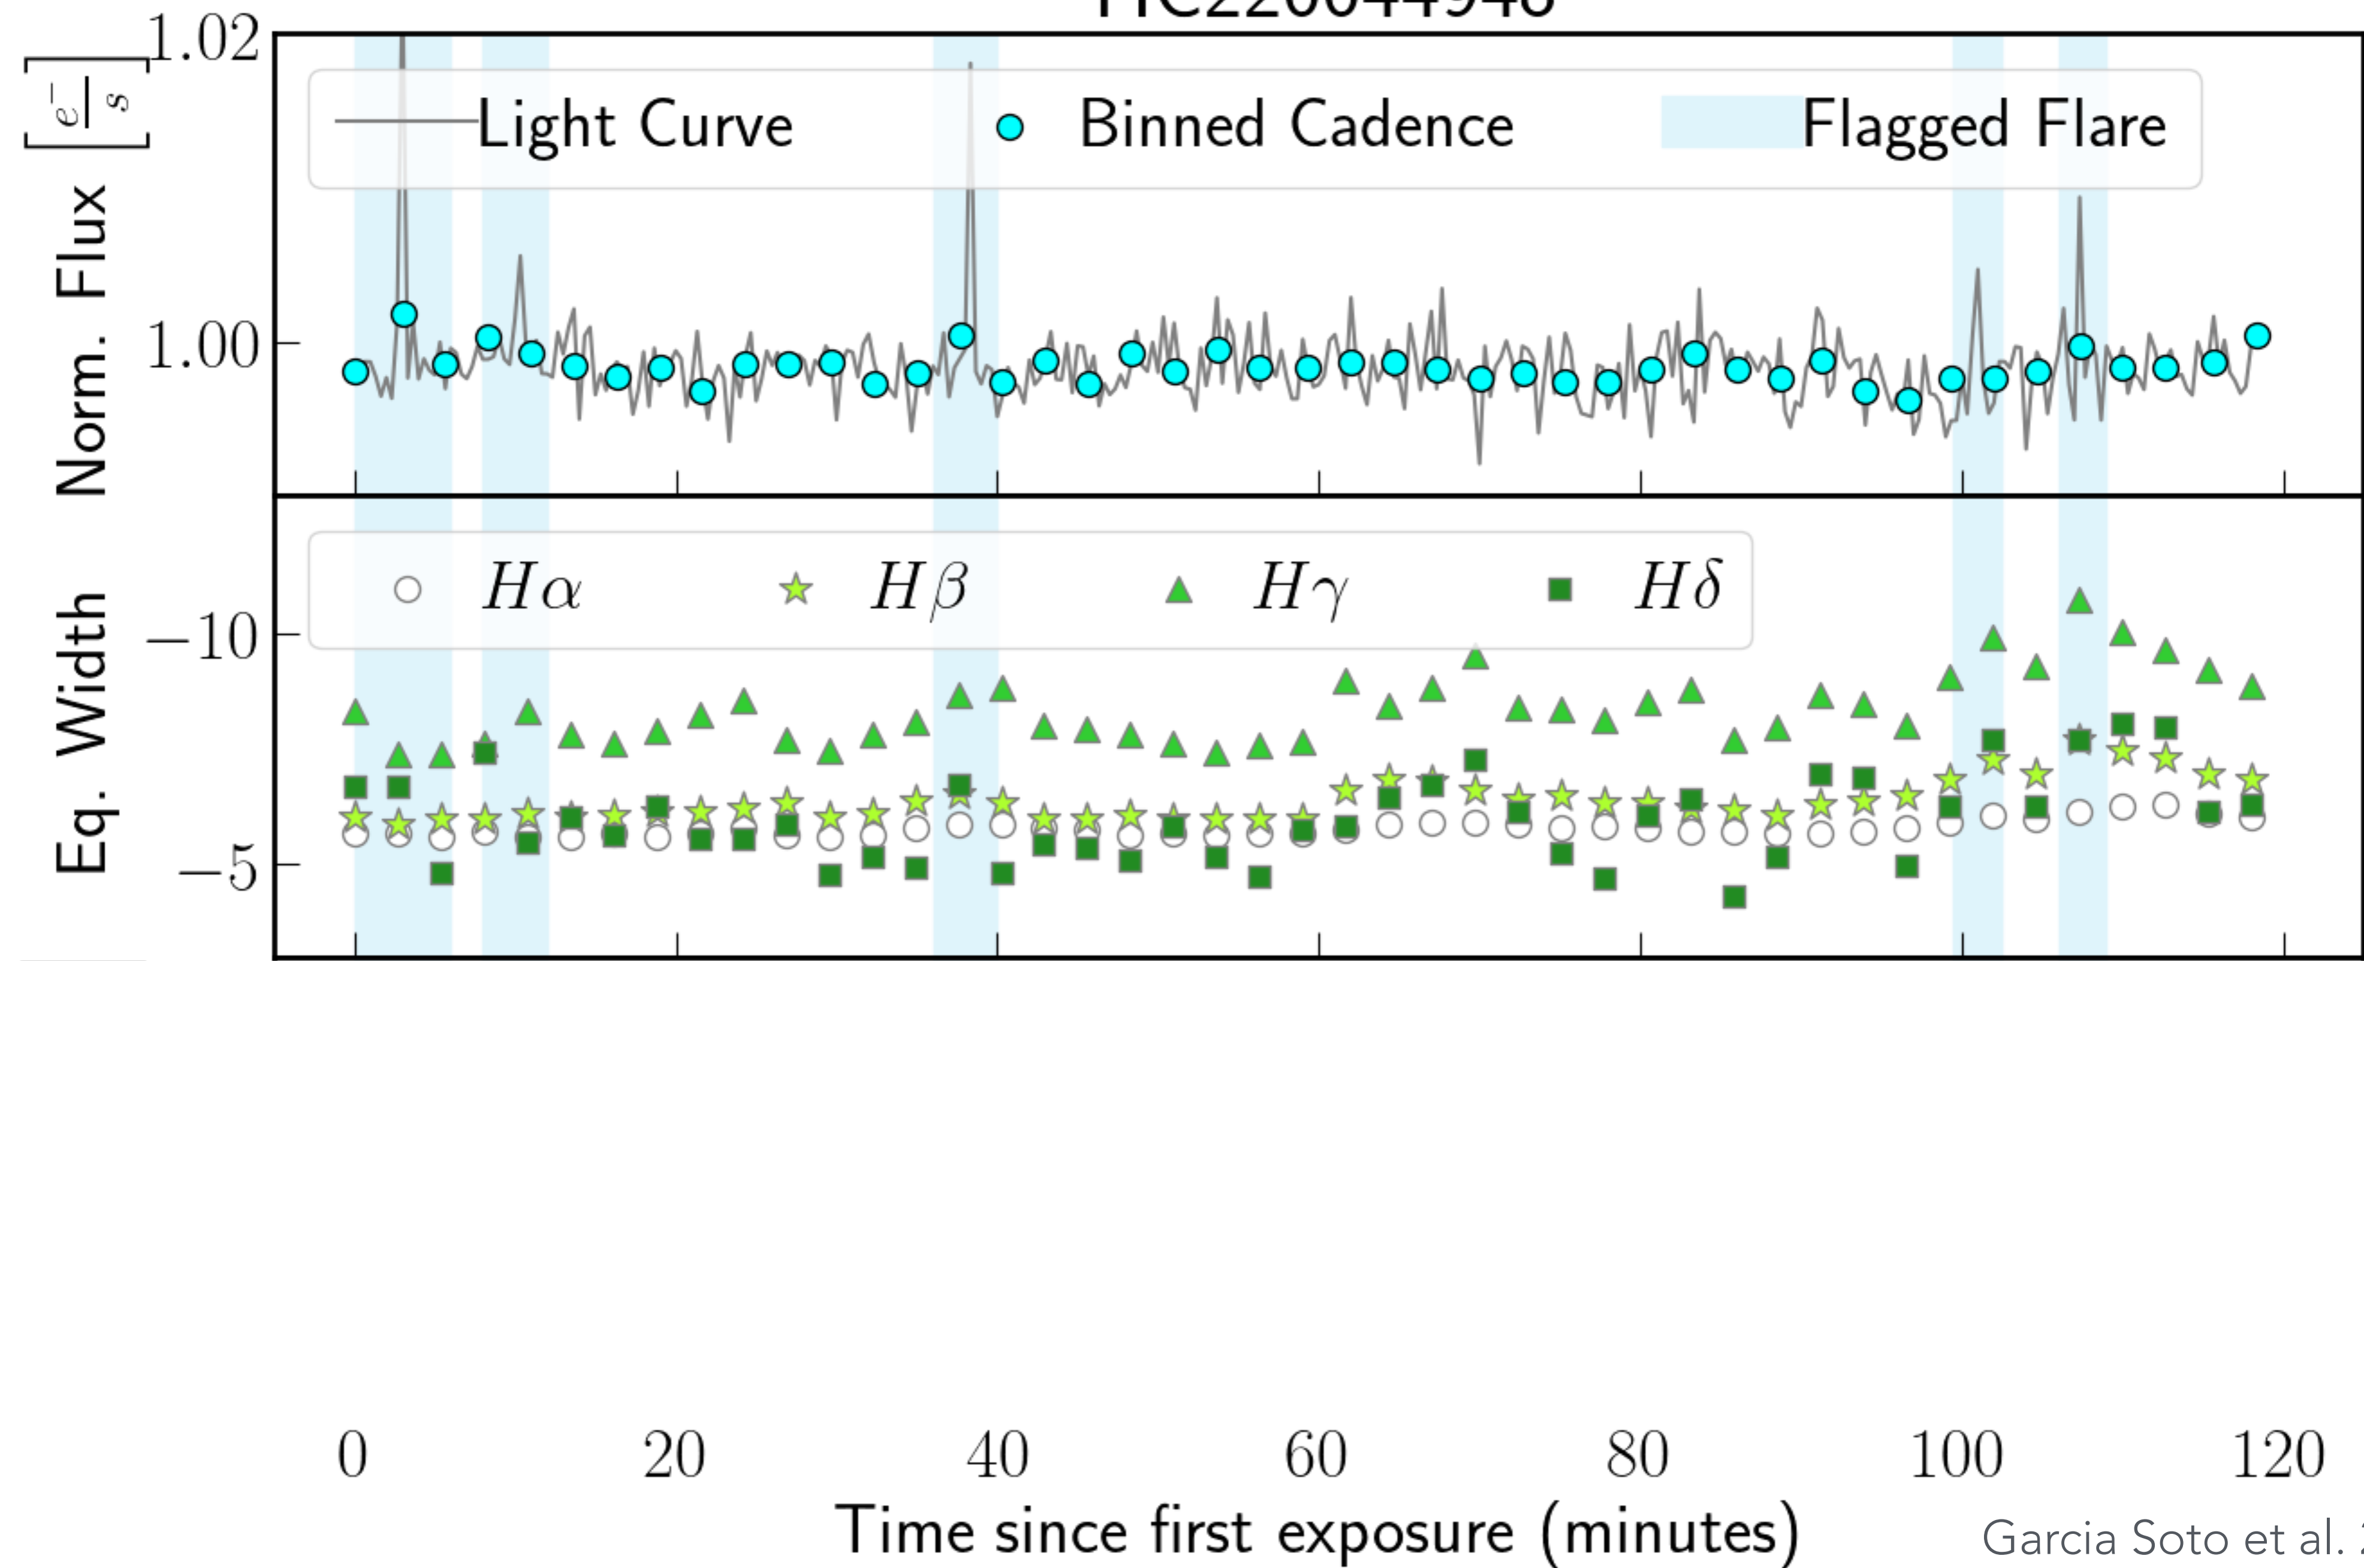 1.02
Light Curve Binned Cadence Flagged Flare
1.00
Norm. Flux [e⁻/s]
Hα Hβ Hγ Hδ
−10
−5
Eq. Width
0 20 40 60 80 100 120
Time since first exposure (minutes)
Garcia Soto et al.